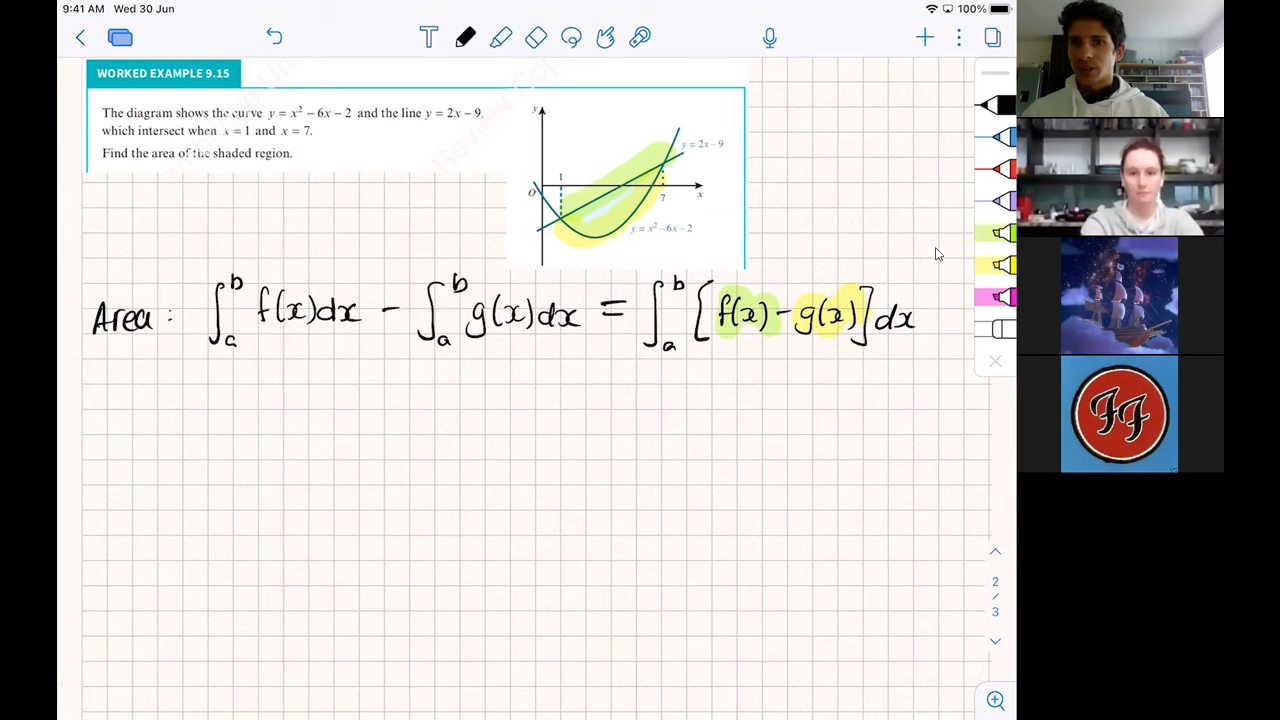 9:41 AM Wed 30 Jun
100%
WORKED EXAMPLE 9.15
The diagram shows the curve y = x² − 6x − 2 and the line y = 2x − 9,
which intersect when x = 1 and x = 7.
Find the area of the shaded region.
y
y = 2x − 9
1
O
7
x
y = x² − 6x − 2
Area : ∫ₐᵇ f(x)dx − ∫ₐᵇ g(x)dx = ∫ₐᵇ [f(x) − g(x)]dx
2
/
3
FF